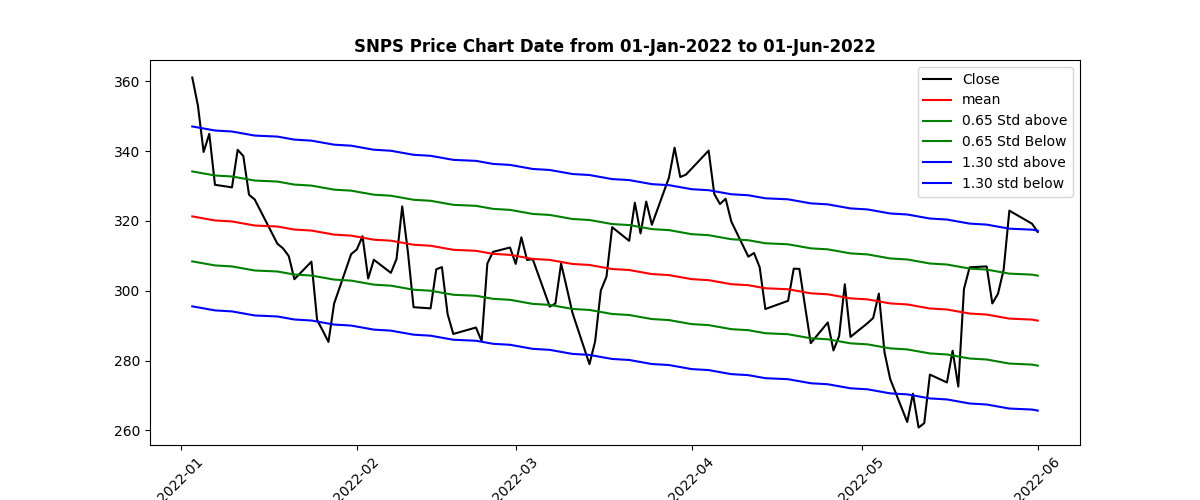 SNPS Price Chart Date from 01-Jan-2022 to 01-Jun-2022
360
340
320
300
280
260
Close
mean
0.65 Std above
0.65 Std Below
1.30 std above
1.30 std below
2022-01
2022-02
2022-03
2022-04
2022-05
2022-06